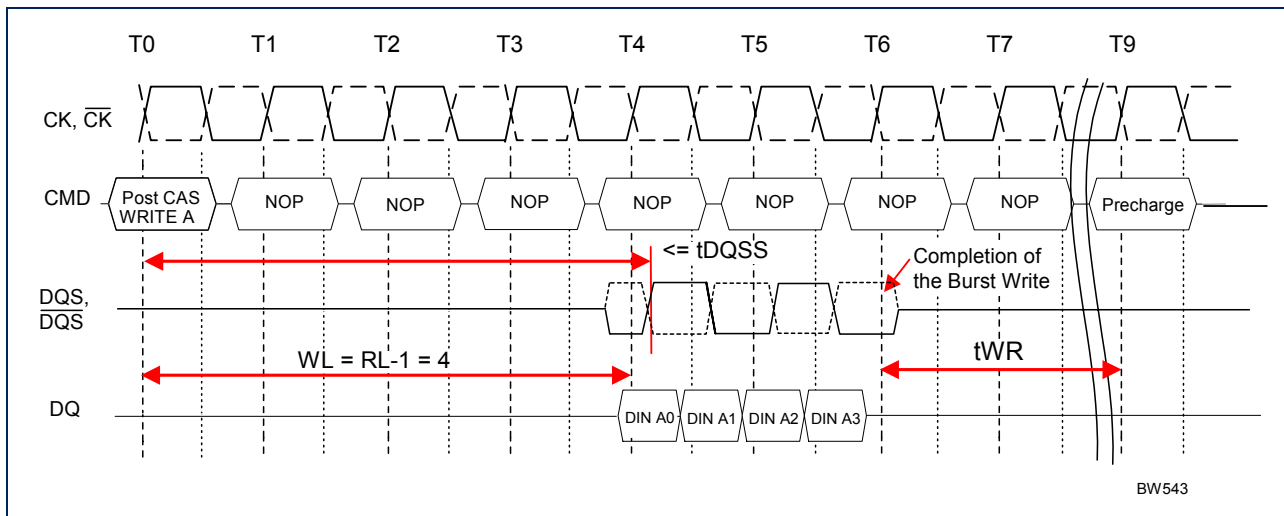 T0 T1 T2 T3 T4 T5 T6 T7 T9
CK, CK
CMD
Post CAS
WRITE A
NOP NOP NOP NOP NOP NOP NOP Precharge
<= tDQSS
Completion of
the Burst Write
DQS,
DQS
WL = RL-1 = 4
tWR
DQ
DIN A0 DIN A1 DIN A2 DIN A3
BW543